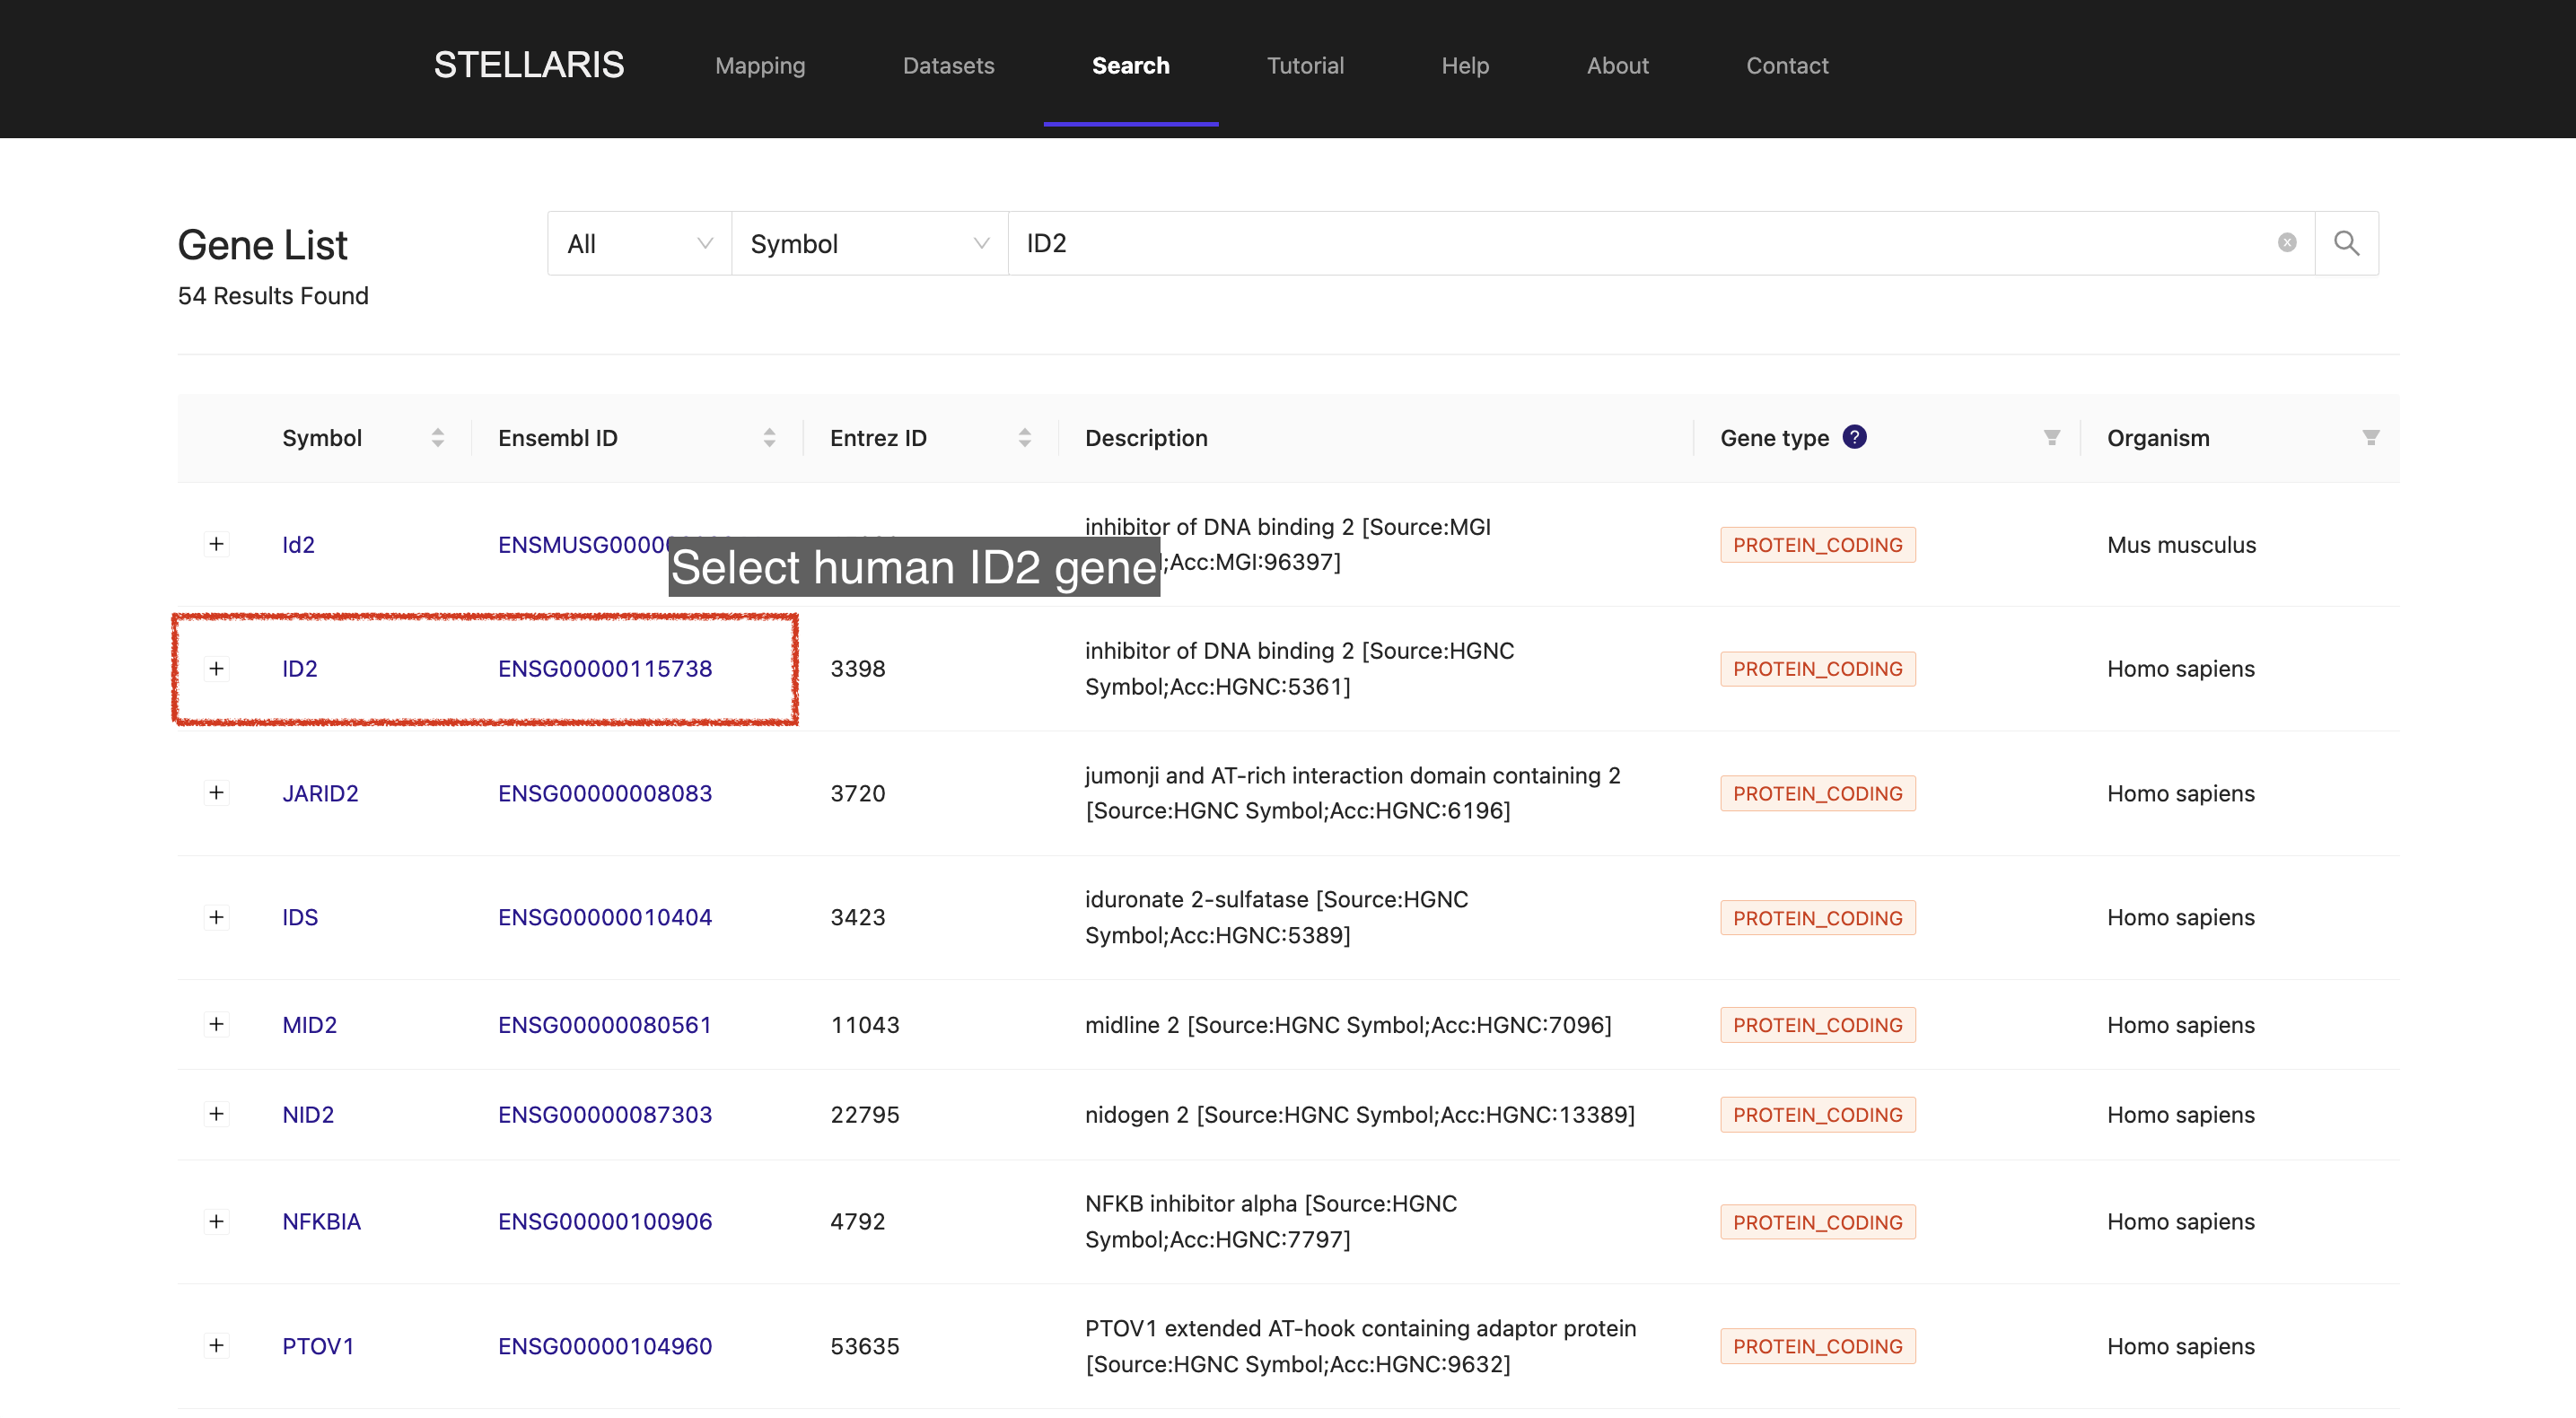 STELLARIS Mapping Datasets Search Tutorial Help About Contact
Gene List
54 Results Found
All Symbol ID2
Symbol Ensembl ID Entrez ID Description Gene type ? Organism
Id2 inhibitor of DNA binding 2 [Source:MGI
;Acc:MGI:96397] PROTEIN_CODING Mus musculus
Select human ID2 gene
ID2 ENSG00000115738 3398 inhibitor of DNA binding 2 [Source:HGNC
Symbol;Acc:HGNC:5361] PROTEIN_CODING Homo sapiens
JARID2 ENSG00000008083 3720 jumonji and AT-rich interaction domain containing 2
[Source:HGNC Symbol;Acc:HGNC:6196] PROTEIN_CODING Homo sapiens
IDS ENSG00000010404 3423 iduronate 2-sulfatase [Source:HGNC
Symbol;Acc:HGNC:5389] PROTEIN_CODING Homo sapiens
MID2 ENSG00000080561 11043 midline 2 [Source:HGNC Symbol;Acc:HGNC:7096] PROTEIN_CODING Homo sapiens
NID2 ENSG00000087303 22795 nidogen 2 [Source:HGNC Symbol;Acc:HGNC:13389] PROTEIN_CODING Homo sapiens
NFKBIA ENSG00000100906 4792 NFKB inhibitor alpha [Source:HGNC
Symbol;Acc:HGNC:7797] PROTEIN_CODING Homo sapiens
PTOV1 ENSG00000104960 53635 PTOV1 extended AT-hook containing adaptor protein
[Source:HGNC Symbol;Acc:HGNC:9632] PROTEIN_CODING Homo sapiens